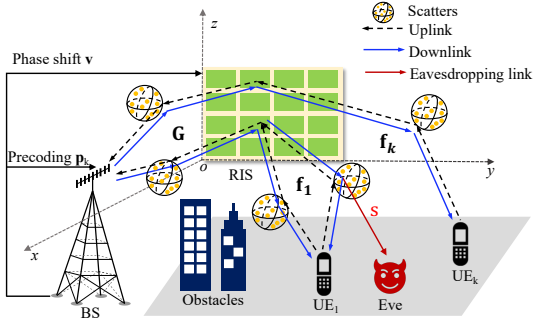 z
Scatters
Uplink
Downlink
Eavesdropping link
Phase shift v
G
f_k
Precoding p_k
o
RIS
y
f_1
x
S
Obstacles
BS
UE_1
Eve
UE_k